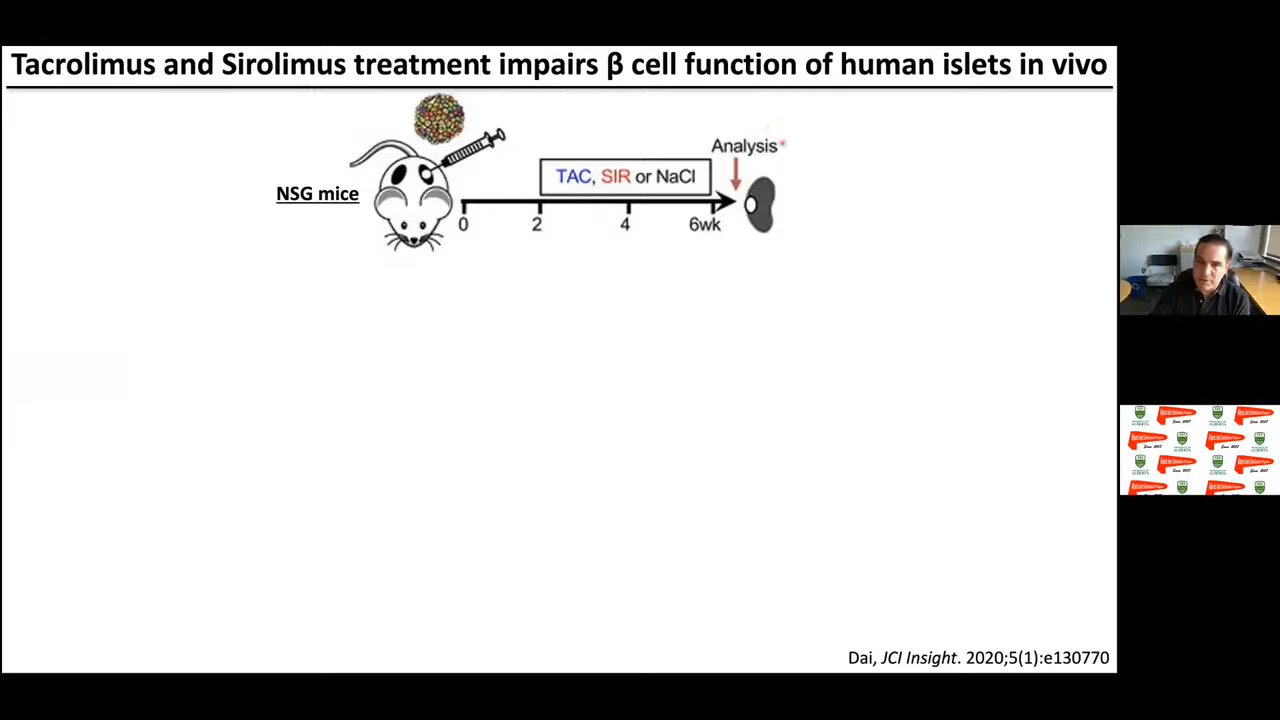 Tacrolimus and Sirolimus treatment impairs β cell function of human islets in vivo
Analysis
TAC, SIR or NaCl
NSG mice
0 2 4 6wk
Dai, JCI Insight. 2020;5(1):e130770